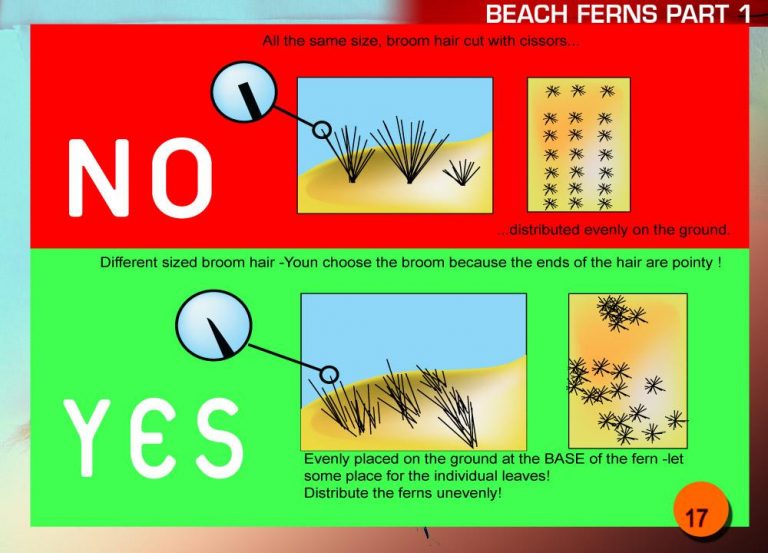 BEACH FERNS PART 1
All the same size, broom hair cut with cissors...
NO
...distributed evenly on the ground.
Different sized broom hair -Youn choose the broom because the ends of the hair are pointy !
YES
Evenly placed on the ground at the BASE of the fern -let
some place for the individual leaves!
Distribute the ferns unevenly!
17